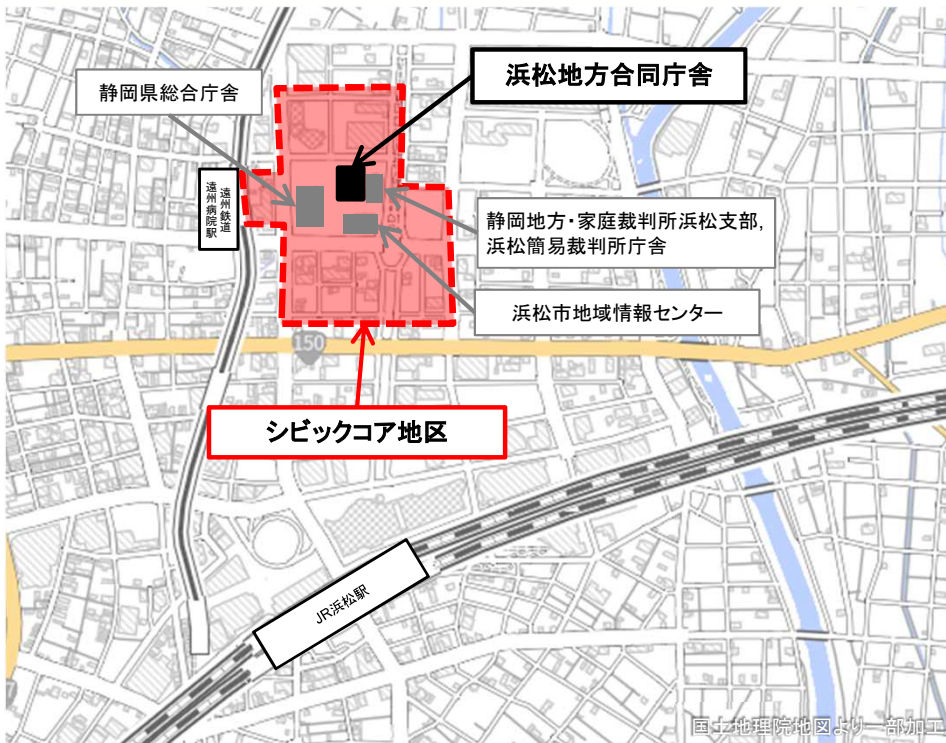 浜松地方合同庁舎
静岡県総合庁舎
遠州鉄道
遠州病院駅
静岡地方・家庭裁判所浜松支部,
浜松簡易裁判所庁舎
浜松市地域情報センター
150
シビックコア地区
JR浜松駅
国土地理院地図より一部加工